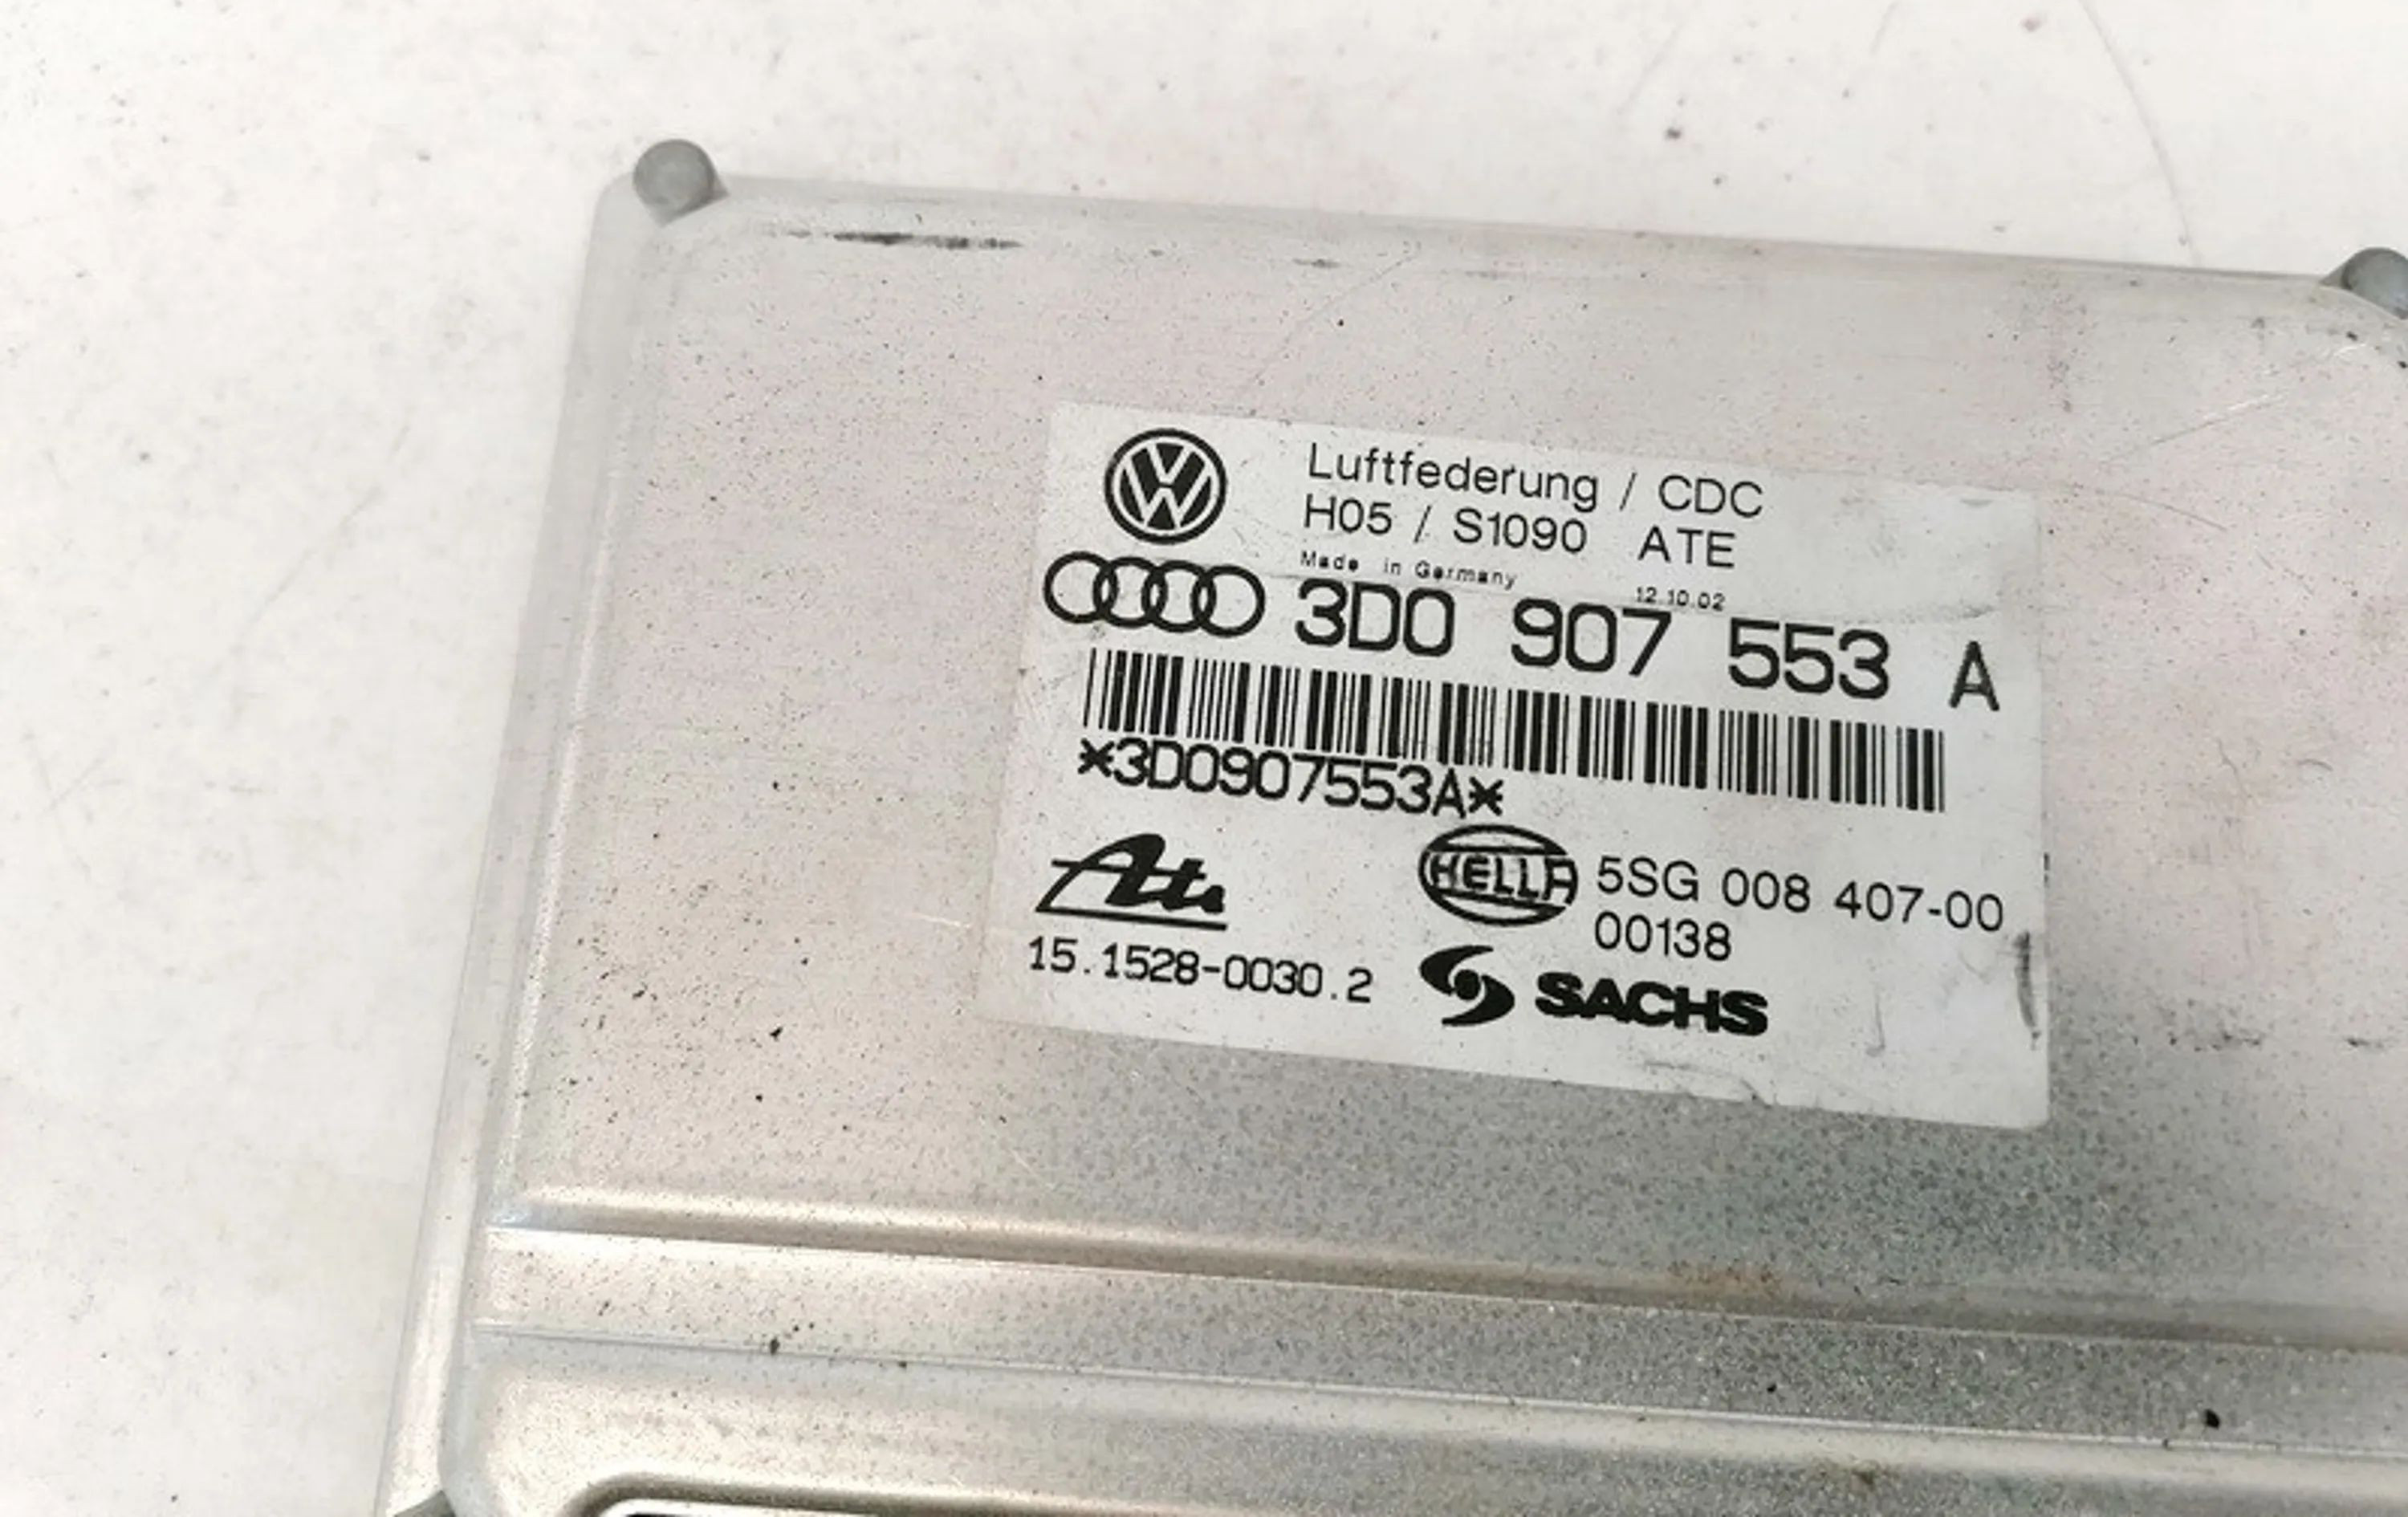 Luftfederung / CDC
H05 / S1090 ATE
Made in Germany 12.10.02
3D0 907 553 A
*3D0907553A*
Ate
HELLA 5SG 008 407-00
00138
15.1528-0030.2
SACHS